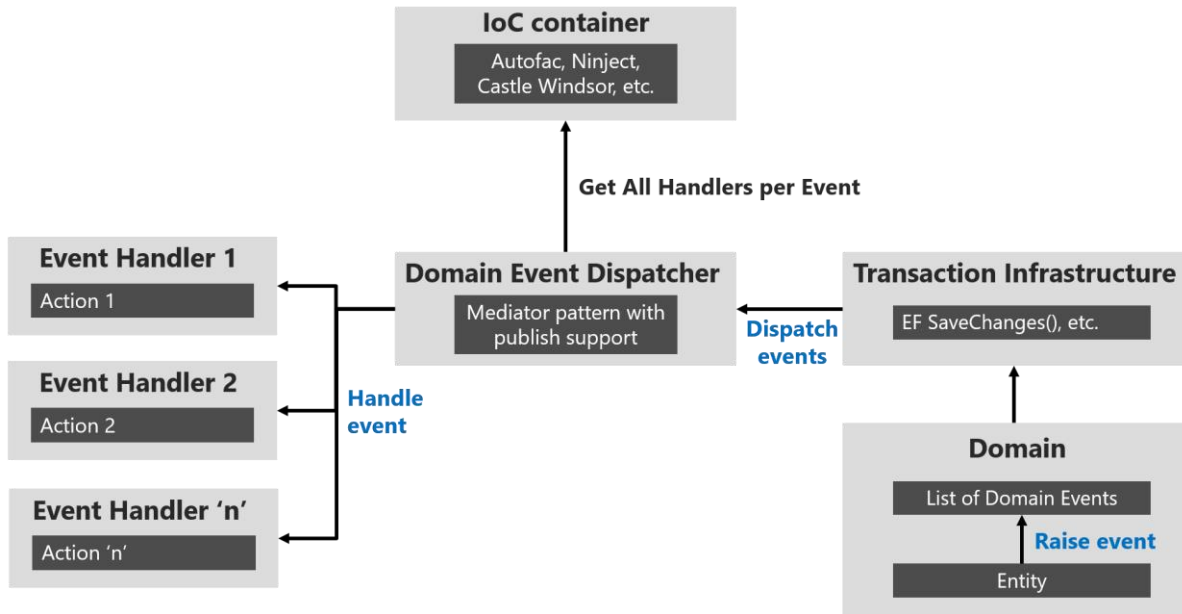 IoC container
Autofac, Ninject,
Castle Windsor, etc.
Get All Handlers per Event
Event Handler 1
Action 1
Domain Event Dispatcher
Mediator pattern with
publish support
Transaction Infrastructure
EF SaveChanges(), etc.
Dispatch
events
Event Handler 2
Action 2
Handle
event
Event Handler ‘n’
Action ‘n’
Domain
List of Domain Events
Raise event
Entity